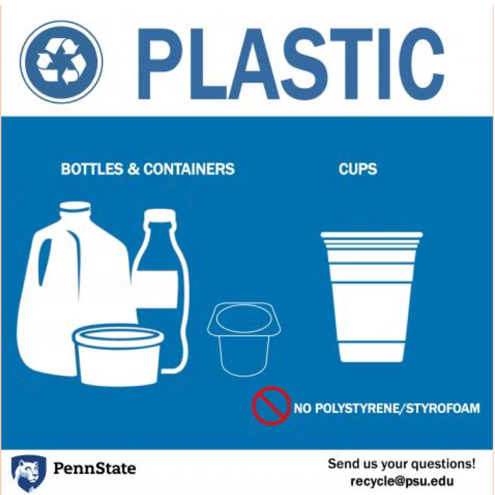 PLASTIC
BOTTLES & CONTAINERS
CUPS
NO POLYSTYRENE/STYROFOAM
PennState
Send us your questions!
recycle@psu.edu